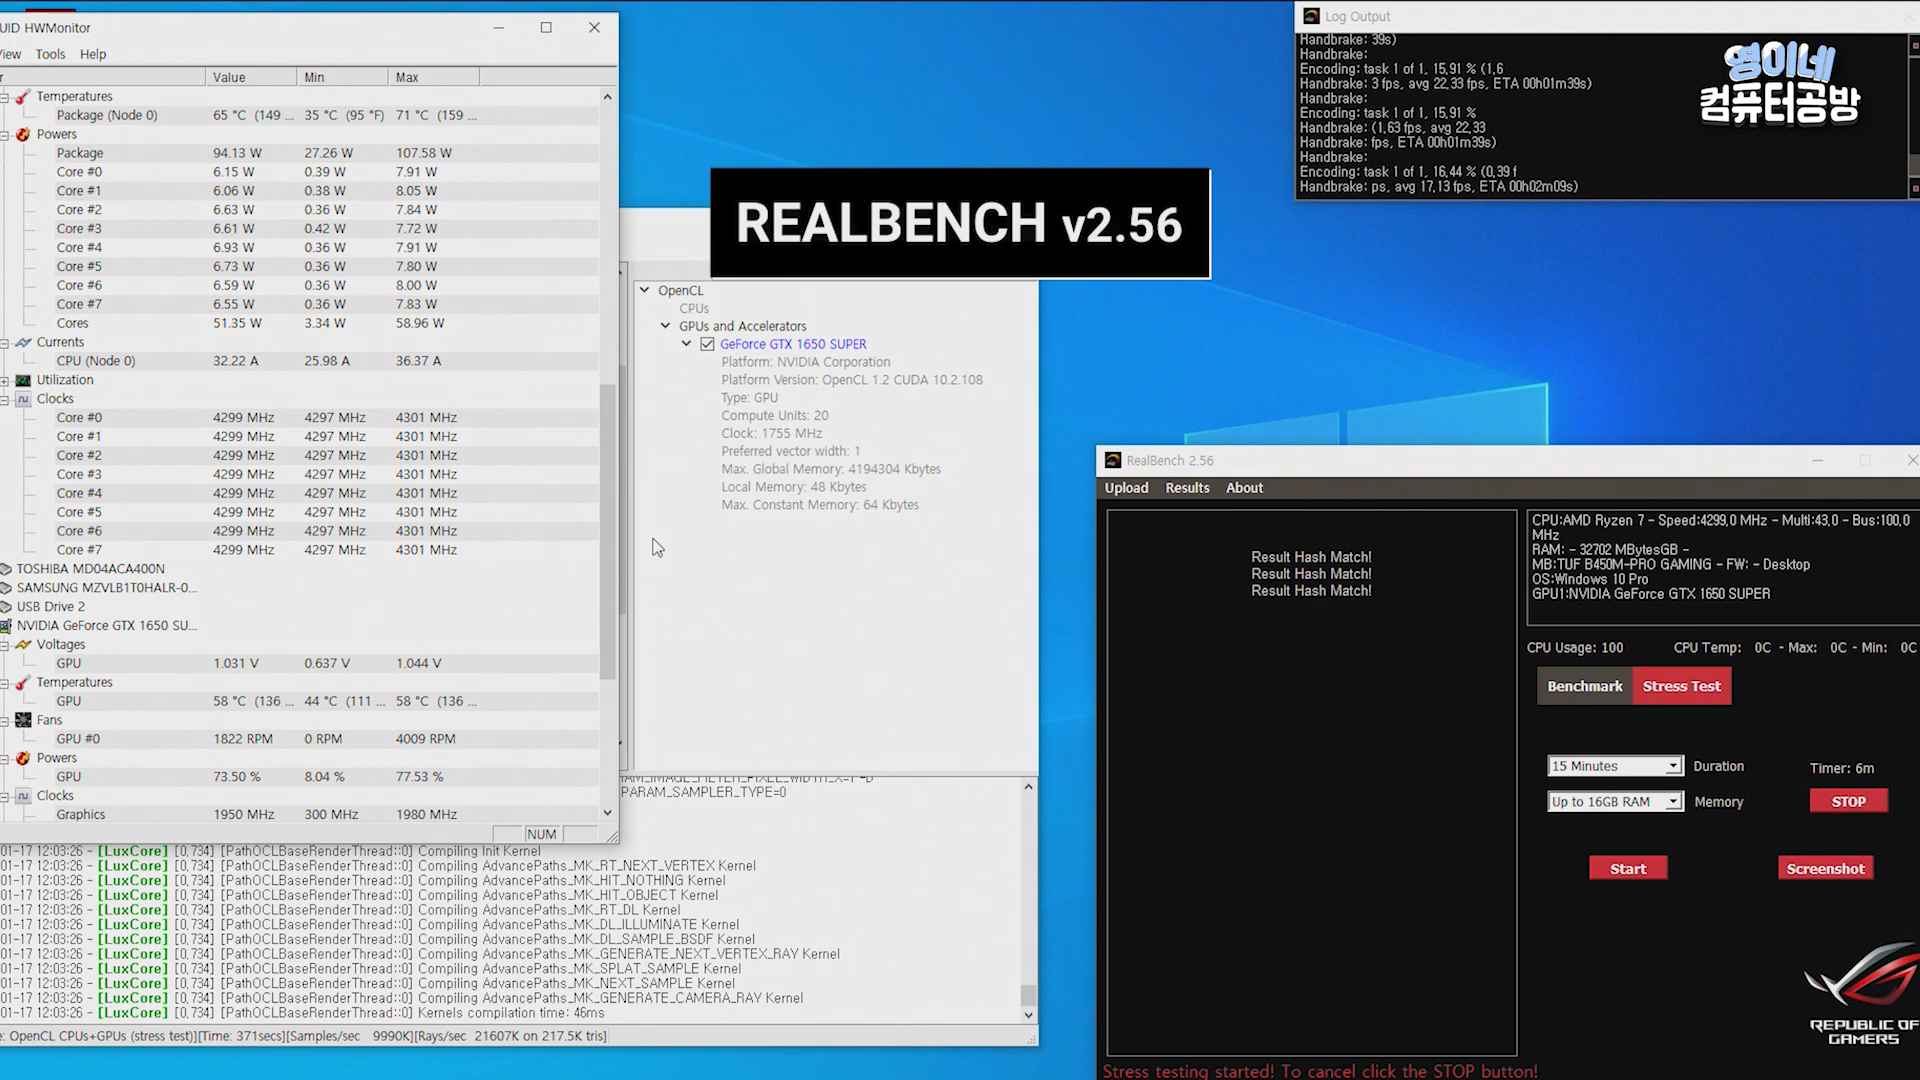 UID HWMonitor
View Tools Help
r Value Min Max
Temperatures
Package (Node 0) 65 °C (149 ... 35 °C (95 °F) 71 °C (159 ...
Powers
Package 94.13 W 27.26 W 107.58 W
Core #0 6.15 W 0.39 W 7.91 W
Core #1 6.06 W 0.38 W 8.05 W
Core #2 6.63 W 0.36 W 7.84 W
Core #3 6.61 W 0.42 W 7.72 W
Core #4 6.93 W 0.36 W 7.91 W
Core #5 6.73 W 0.36 W 7.80 W
Core #6 6.59 W 0.36 W 8.00 W
Core #7 6.55 W 0.36 W 7.83 W
Cores 51.35 W 3.34 W 58.96 W
Currents
CPU (Node 0) 32.22 A 25.98 A 36.37 A
Utilization
Clocks
Core #0 4299 MHz 4297 MHz 4301 MHz
Core #1 4299 MHz 4297 MHz 4301 MHz
Core #2 4299 MHz 4297 MHz 4301 MHz
Core #3 4299 MHz 4297 MHz 4301 MHz
Core #4 4299 MHz 4297 MHz 4301 MHz
Core #5 4299 MHz 4297 MHz 4301 MHz
Core #6 4299 MHz 4297 MHz 4301 MHz
Core #7 4299 MHz 4297 MHz 4301 MHz
TOSHIBA MD04ACA400N
SAMSUNG MZVLB1T0HALR-0...
USB Drive 2
NVIDIA GeForce GTX 1650 SU...
Voltages
GPU 1.031 V 0.637 V 1.044 V
Temperatures
GPU 58 °C (136 ... 44 °C (111 ... 58 °C (136 ...
Fans
GPU #0 1822 RPM 0 RPM 4009 RPM
Powers
GPU 73.50 % 8.04 % 77.53 %
Clocks
Graphics 1950 MHz 300 MHz 1980 MHz
NUM
REALBENCH v2.56
OpenCL
CPUs
GPUs and Accelerators
GeForce GTX 1650 SUPER
Platform: NVIDIA Corporation
Platform Version: OpenCL 1.2 CUDA 10.2.108
Type: GPU
Compute Units: 20
Clock: 1755 MHz
Preferred vector width: 1
Max. Global Memory: 4194304 Kbytes
Local Memory: 48 Kbytes
Max. Constant Memory: 64 Kbytes
PARAM_SAMPLER_TYPE=0
01-17 12:03:26 - [LuxCore] [0,734] [PathOCLBaseRenderThread::0] Compiling Init Kernel
01-17 12:03:26 - [LuxCore] [0,734] [PathOCLBaseRenderThread::0] Compiling AdvancePaths_MK_RT_NEXT_VERTEX Kernel
01-17 12:03:26 - [LuxCore] [0,734] [PathOCLBaseRenderThread::0] Compiling AdvancePaths_MK_HIT_NOTHING Kernel
01-17 12:03:26 - [LuxCore] [0,734] [PathOCLBaseRenderThread::0] Compiling AdvancePaths_MK_HIT_OBJECT Kernel
01-17 12:03:26 - [LuxCore] [0,734] [PathOCLBaseRenderThread::0] Compiling AdvancePaths_MK_RT_DL Kernel
01-17 12:03:26 - [LuxCore] [0,734] [PathOCLBaseRenderThread::0] Compiling AdvancePaths_MK_DL_ILLUMINATE Kernel
01-17 12:03:26 - [LuxCore] [0,734] [PathOCLBaseRenderThread::0] Compiling AdvancePaths_MK_DL_SAMPLE_BSDF Kernel
01-17 12:03:26 - [LuxCore] [0,734] [PathOCLBaseRenderThread::0] Compiling AdvancePaths_MK_GENERATE_NEXT_VERTEX_RAY Kernel
01-17 12:03:26 - [LuxCore] [0,734] [PathOCLBaseRenderThread::0] Compiling AdvancePaths_MK_SPLAT_SAMPLE Kernel
01-17 12:03:26 - [LuxCore] [0,734] [PathOCLBaseRenderThread::0] Compiling AdvancePaths_MK_NEXT_SAMPLE Kernel
01-17 12:03:26 - [LuxCore] [0,734] [PathOCLBaseRenderThread::0] Compiling AdvancePaths_MK_GENERATE_CAMERA_RAY Kernel
01-17 12:03:26 - [LuxCore] [0,734] [PathOCLBaseRenderThread::0] Kernels compilation time: 46ms
e: OpenCL CPUs+GPUs (stress test)][Time: 371secs][Samples/sec 9990K][Rays/sec 21607K on 217.5K tris]
Log Output
Handbrake: 39s)
Handbrake:
Encoding: task 1 of 1, 15,91 % (1,6
Handbrake: 3 fps, avg 22,33 fps, ETA 00h01m39s)
Handbrake:
Encoding: task 1 of 1, 15,91 %
Handbrake: (1,63 fps, avg 22,33
Handbrake: fps, ETA 00h01m39s)
Handbrake:
Encoding: task 1 of 1, 16,44 % (0,39 f
Handbrake: ps, avg 17,13 fps, ETA 00h02m09s)
영이네
컴퓨터공방
RealBench 2.56
Upload Results About
Result Hash Match!
Result Hash Match!
Result Hash Match!
CPU:AMD Ryzen 7 - Speed:4299,0 MHz - Multi:43,0 - Bus:100,0
MHz
RAM: - 32702 MBytesGB -
MB:TUF B450M-PRO GAMING - FW: - Desktop
OS:Windows 10 Pro
GPU1:NVIDIA GeForce GTX 1650 SUPER
CPU Usage: 100 CPU Temp: 0C - Max: 0C - Min: 0C
Benchmark Stress Test
15 Minutes Duration Timer: 6m
Up to 16GB RAM Memory STOP
Start Screenshot
REPUBLIC OF
GAMERS
Stress testing started! To cancel click the STOP button!